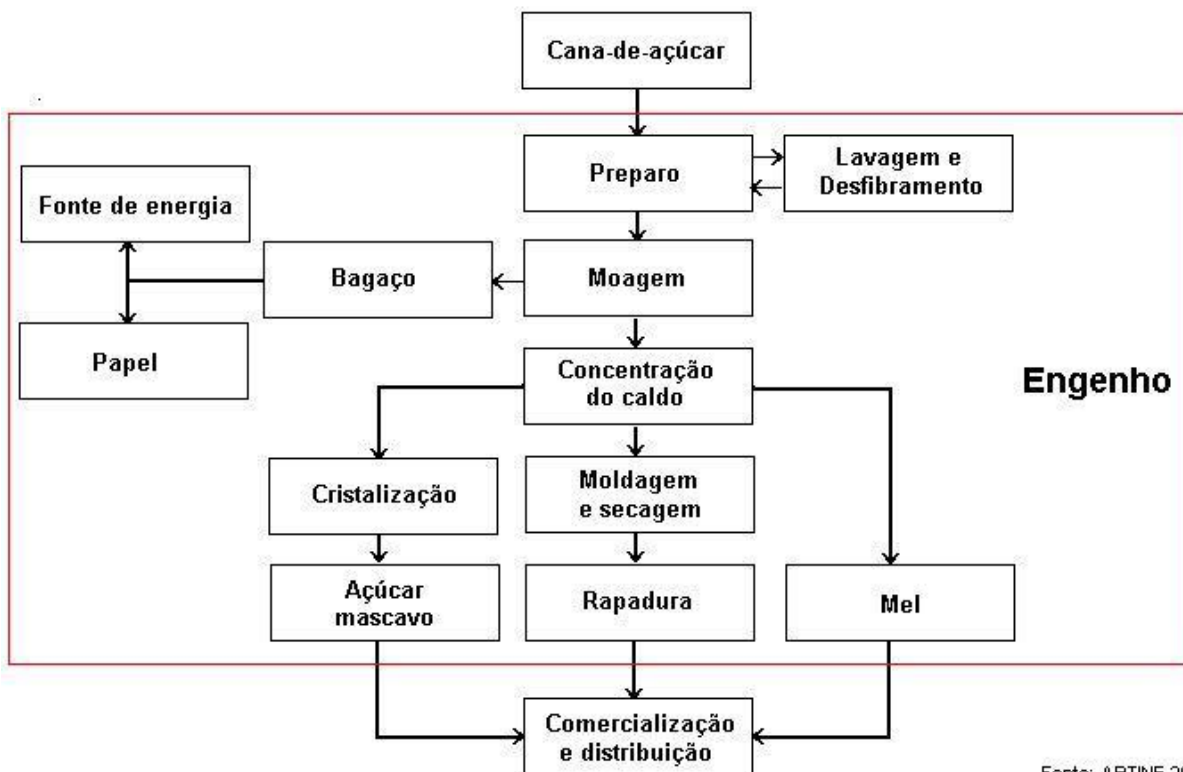 Cana-de-açúcar
Preparo
Lavagem e
Desfibramento
Fonte de energia
Bagaço
Moagem
Papel
Concentração
do caldo
Engenho
Cristalização
Moldagem
e secagem
Açúcar
mascavo
Rapadura
Mel
Comercialização
e distribuição